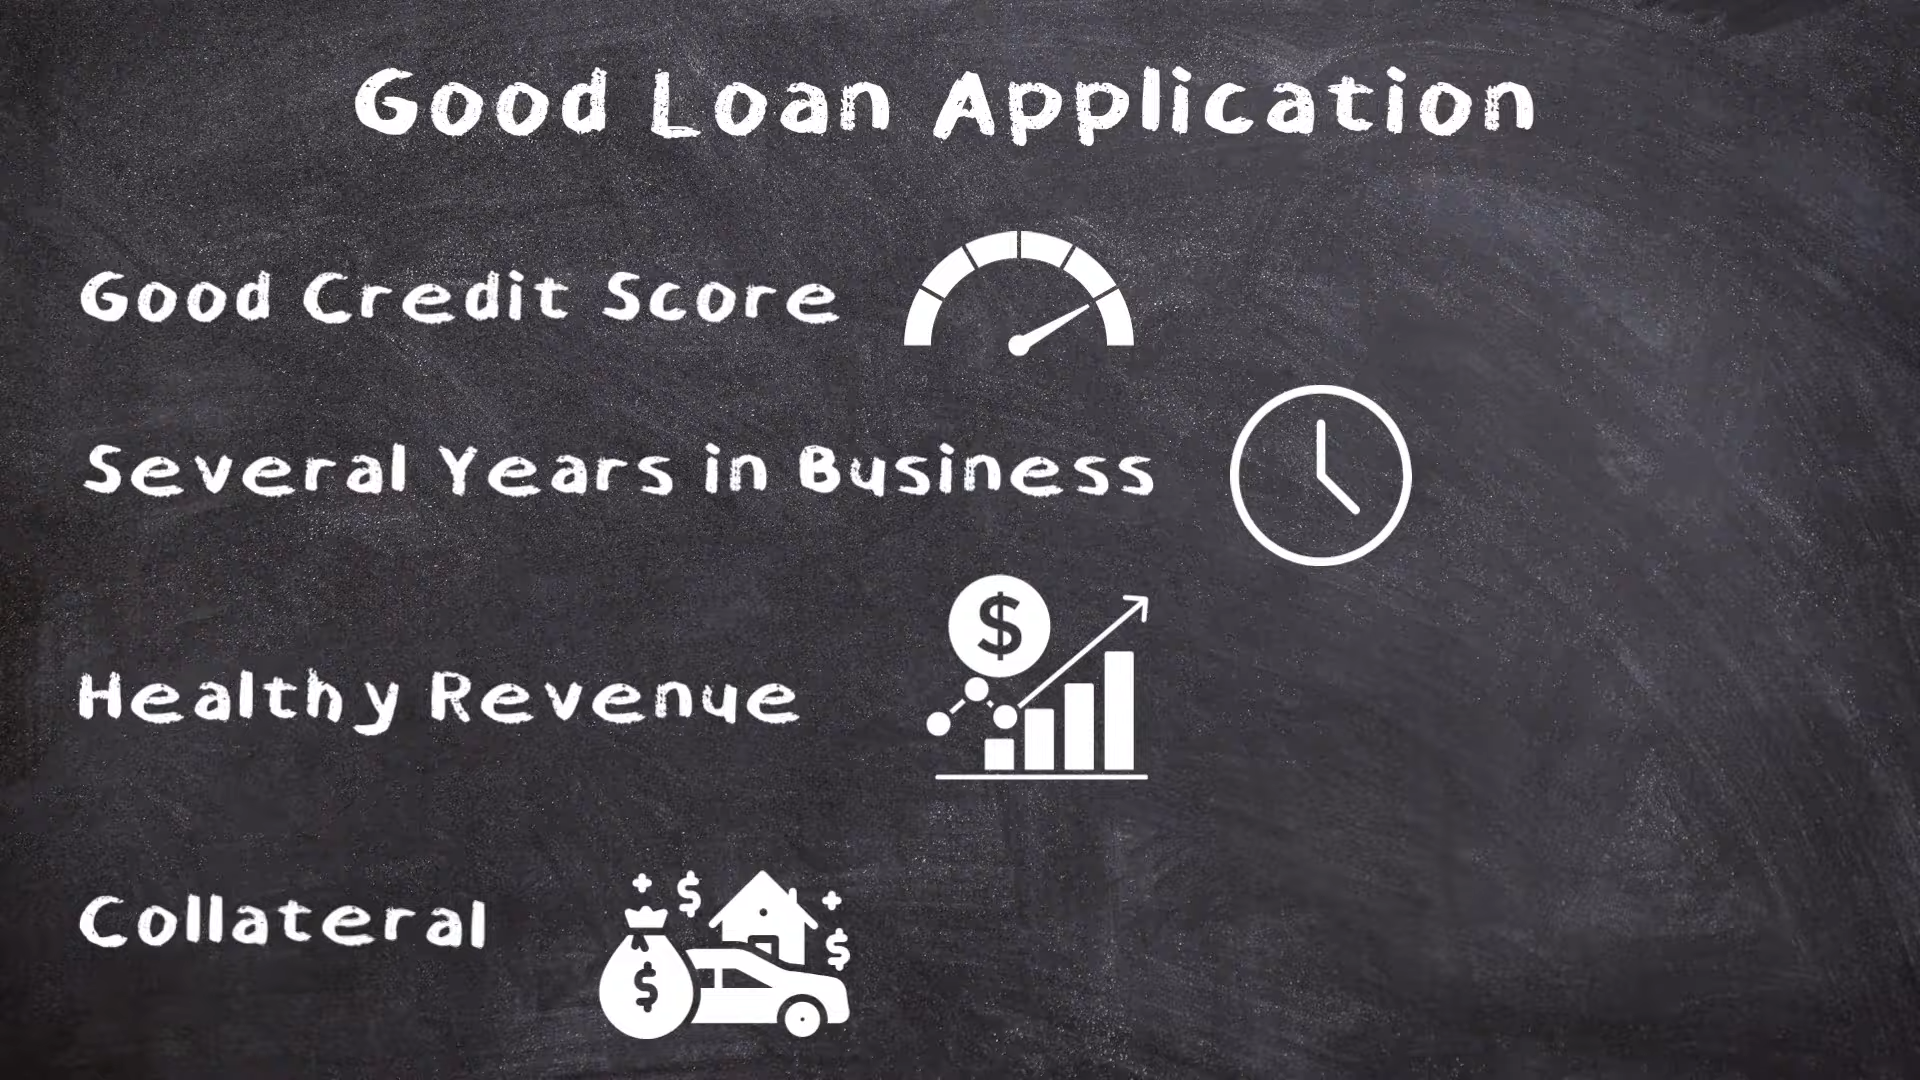 Good Loan Application
Good Credit Score
Several Years in Business
$
Healthy Revenue
$
$
Collateral
$
$